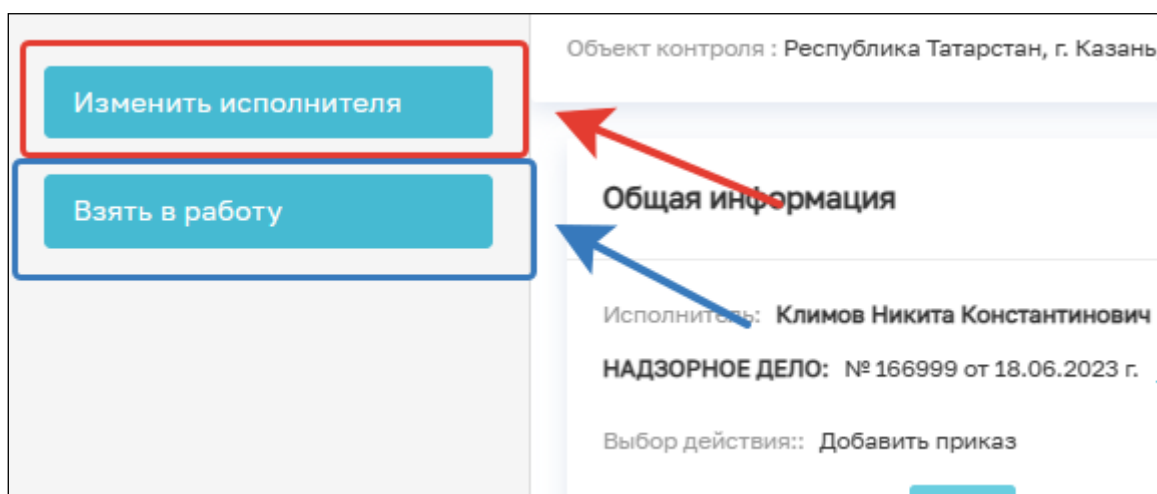 Объект контроля : Республика Татарстан, г. Казань
Изменить исполнителя
Взять в работу
Общая информация
Исполнитель: Климов Никита Константинович
НАДЗОРНОЕ ДЕЛО: № 166999 от 18.06.2023 г.
Выбор действия:: Добавить приказ